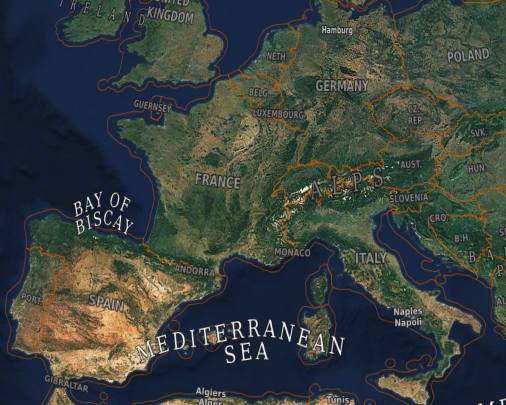 IRELAND
UNITED
KINGDOM
Hamburg
POLAND
NETH.
GERMANY
BELG.
GUERNSEY
LUXEMBOURG
CZ.
REP.
SVK.
AUST.
HUN.
FRANCE
ALPS
SLOVENIA
BAY OF
BISCAY
CRO.
B'H.
MONACO
ITALY
ANDORRA
PORT.
SPAIN
Naples
Napoli
MEDITERRANEAN
SEA
GIBRALTAR
Algiers
Tunis